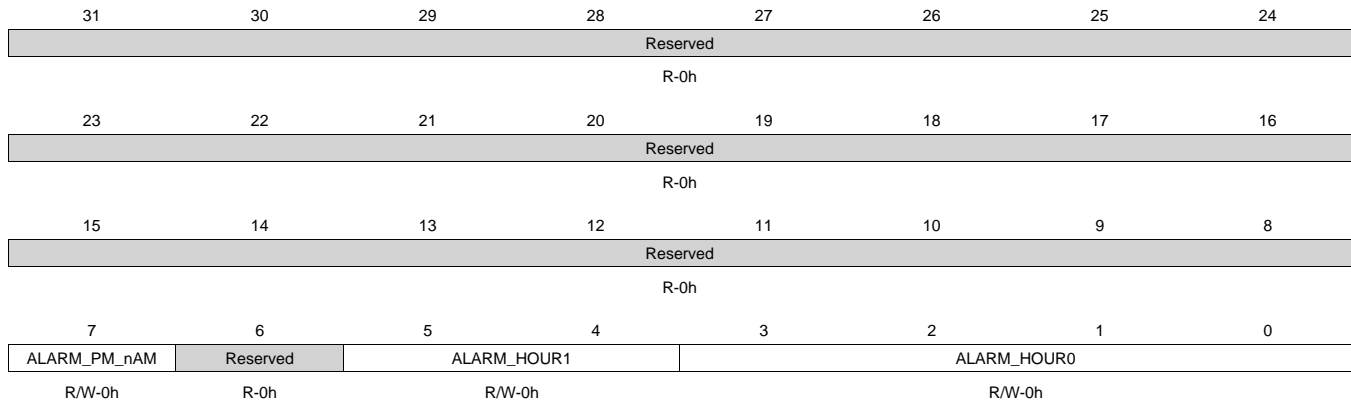 31 30 29 28 27 26 25 24
Reserved
R-0h
23 22 21 20 19 18 17 16
Reserved
R-0h
15 14 13 12 11 10 9 8
Reserved
R-0h
7 6 5 4 3 2 1 0
ALARM_PM_nAM Reserved ALARM_HOUR1 ALARM_HOUR0
R/W-0h R-0h R/W-0h R/W-0h